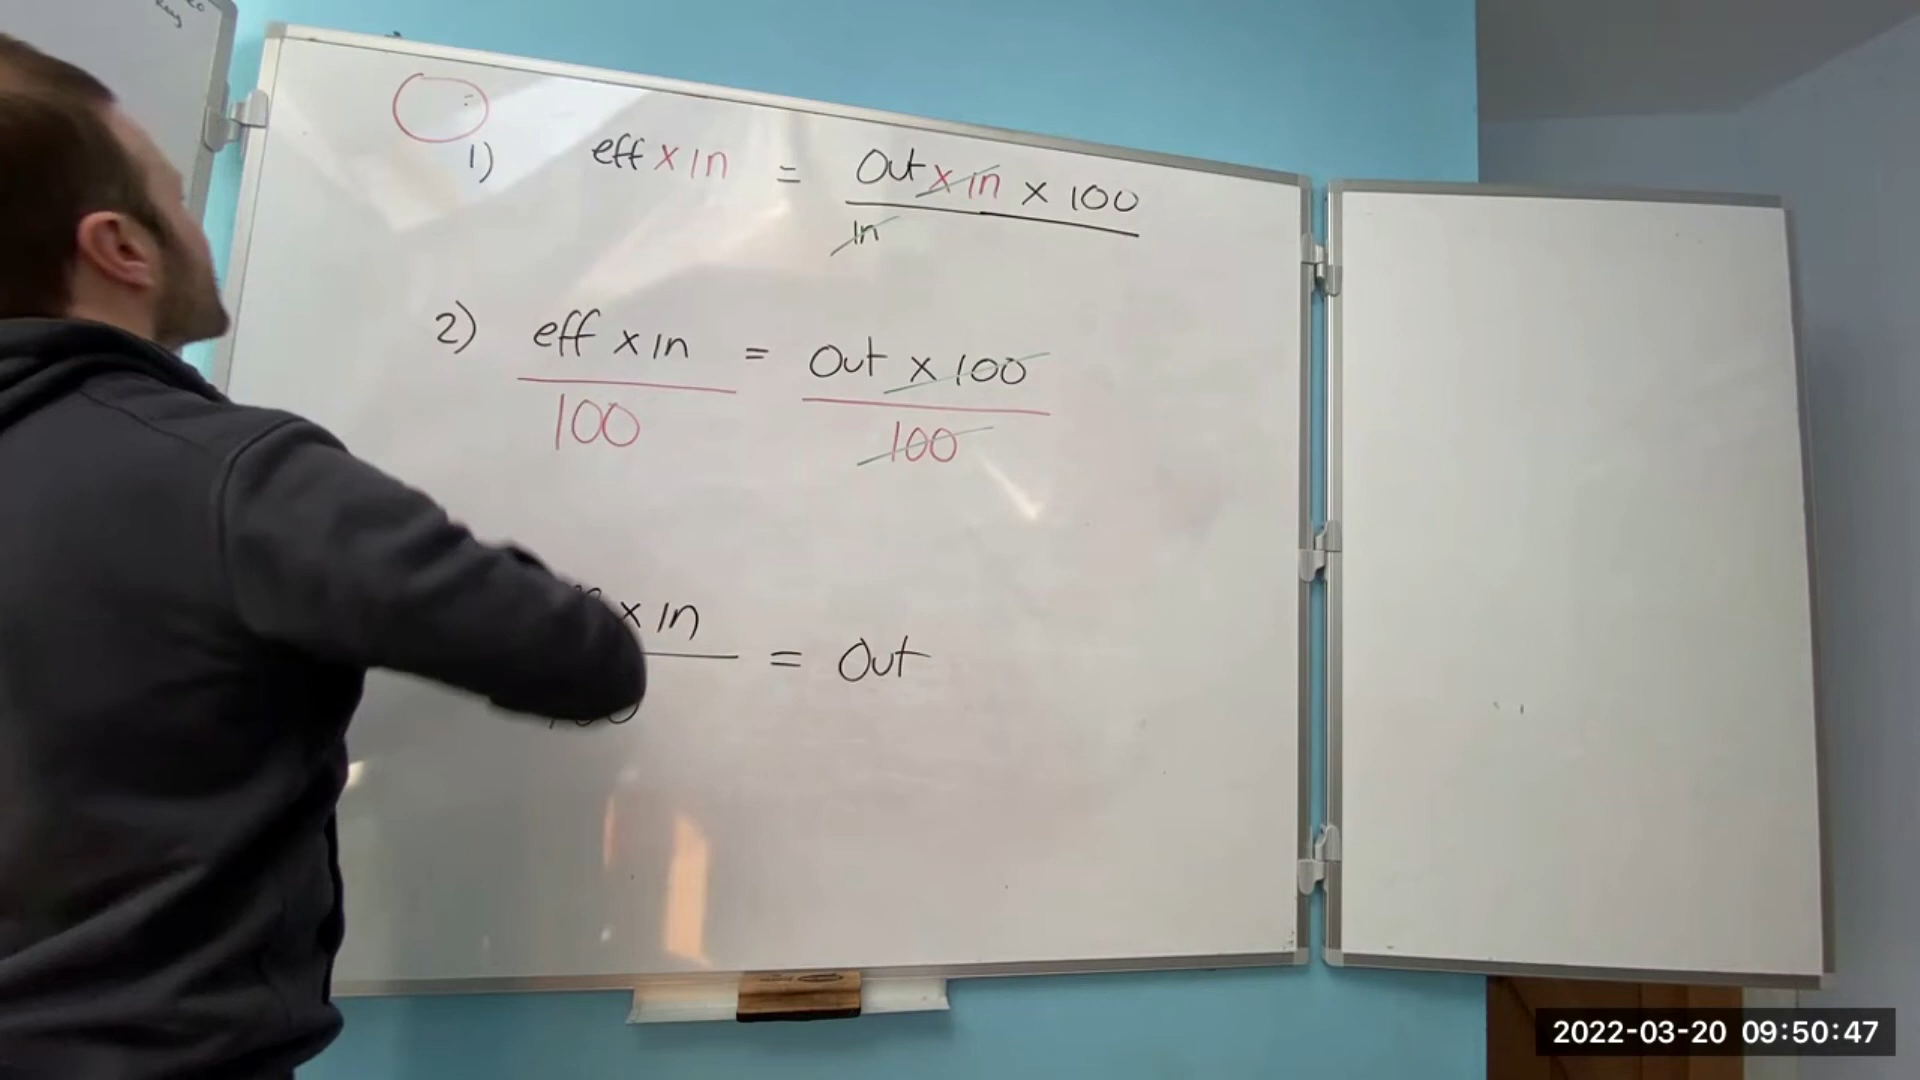 1) eff x in = Out x in x 100
in
2) eff x in = Out x 100
100 100
x in = Out
100
2022-03-20 09:50:47